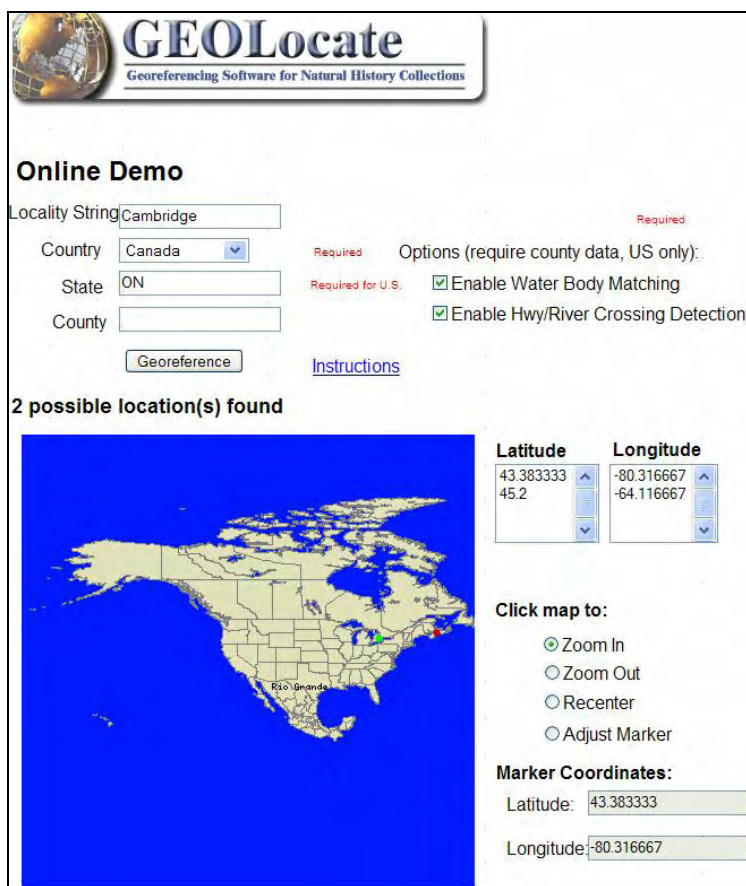 GEOLocate
Georeferencing Software for Natural History Collections
Online Demo
Locality String Cambridge
Required
Country Canada Required Options (require county data, US only):
State ON Required for U.S. Enable Water Body Matching
County Enable Hwy/River Crossing Detection
Georeference Instructions
2 possible location(s) found
Latitude Longitude
43.383333 -80.316667
45.2 -64.116667
Click map to:
Zoom In
Zoom Out
Recenter
Adjust Marker
Rio Grande
Marker Coordinates:
Latitude: 43.383333
Longitude: -80.316667